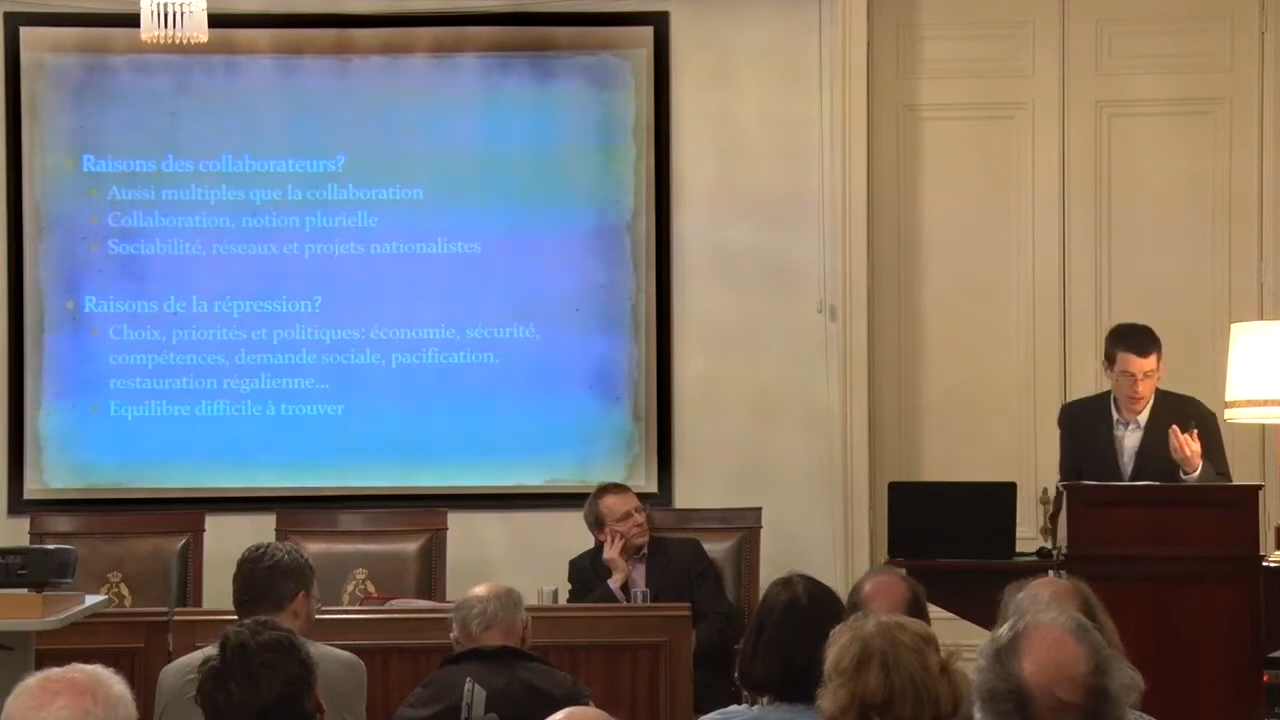 Raisons des collaborateurs?
Aussi multiples que la collaboration
Collaboration, notion plurielle
Sociabilité, réseaux et projets nationalistes
Raisons de la répression?
Choix, priorités et politiques: économie, sécurité,
compétences, demande sociale, pacification,
restauration régalienne...
Equilibre difficile à trouver